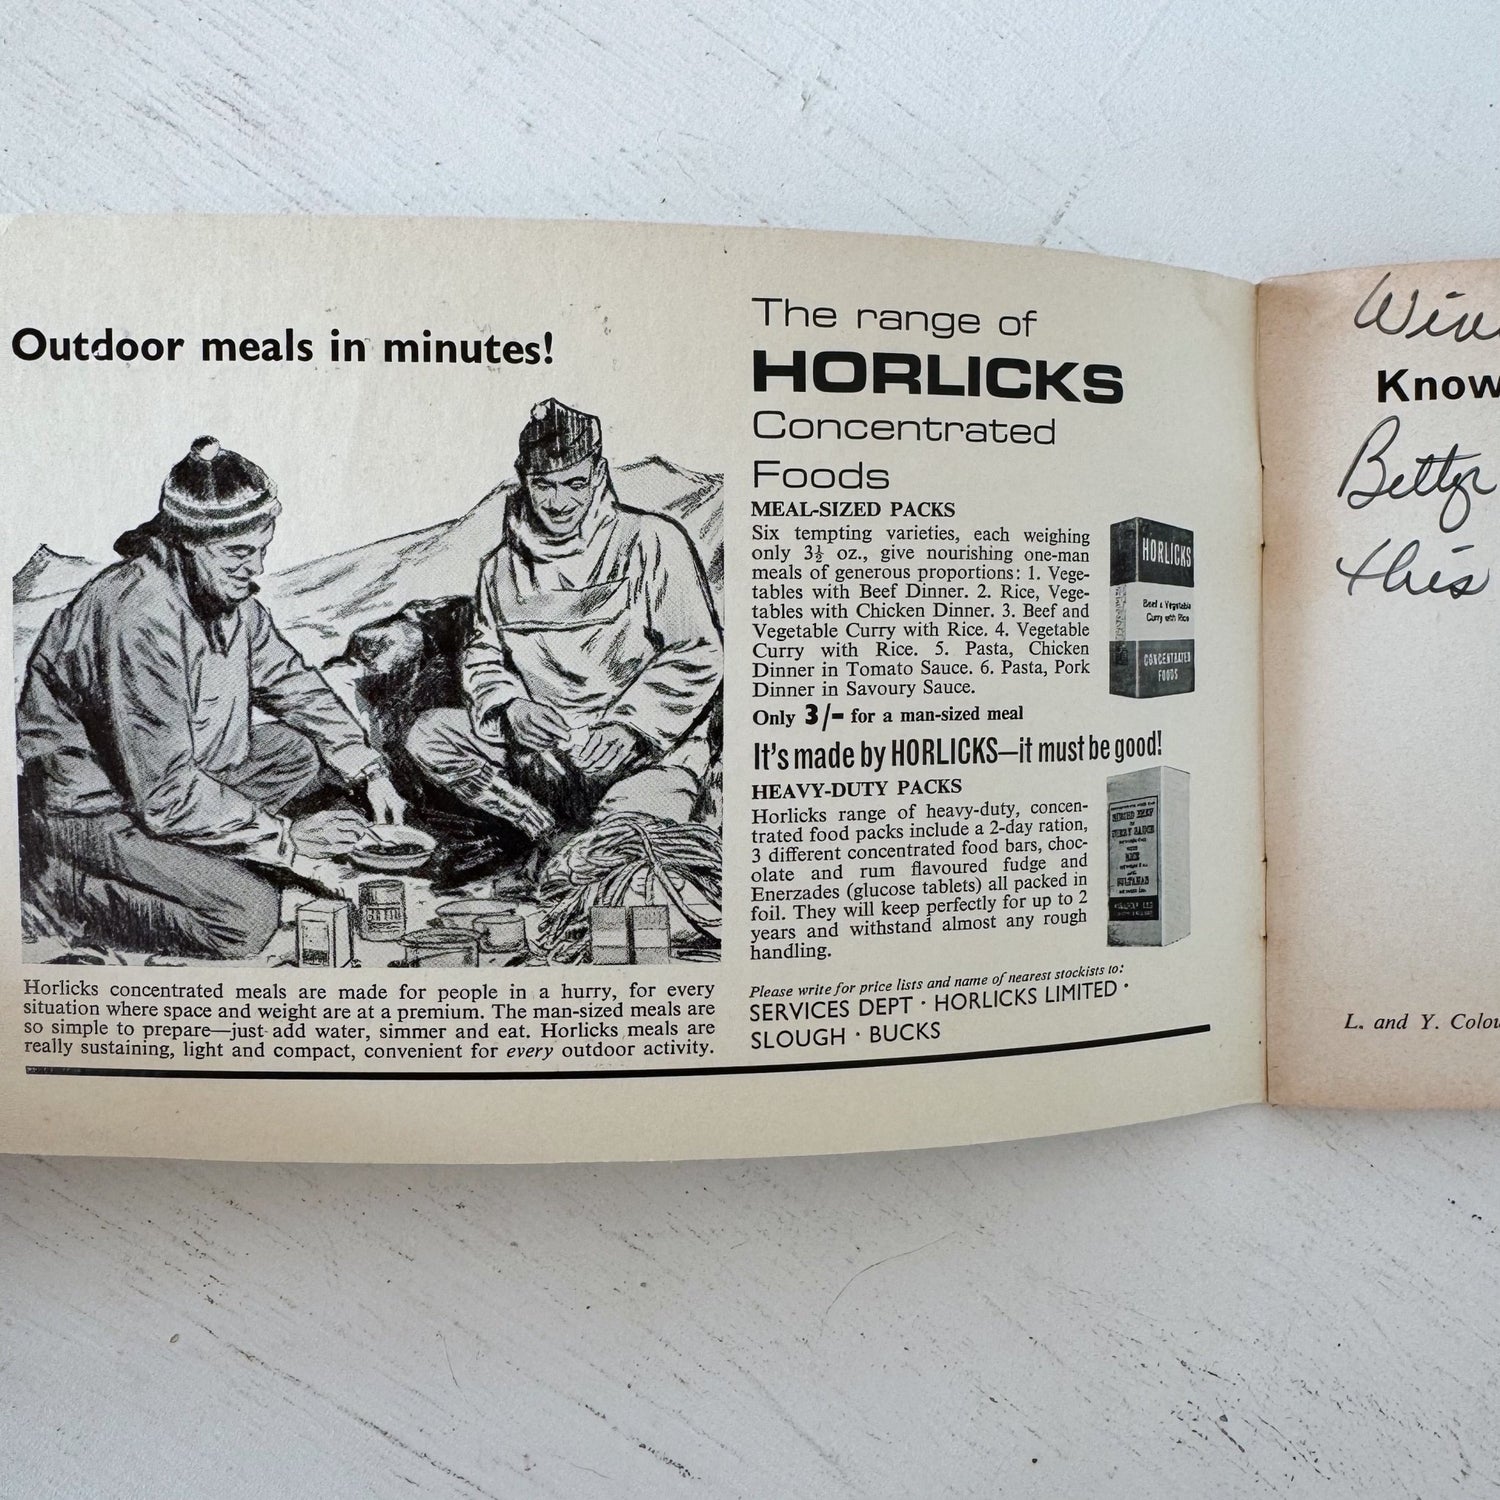 Outdoor meals in minutes!
Horlicks concentrated meals are made for people in a hurry, for every
situation where space and weight are at a premium. The man-sized meals are
so simple to prepare—just add water, simmer and eat. Horlicks meals are
really sustaining, light and compact, convenient for every outdoor activity.
The range of
HORLICKS
Concentrated
Foods
MEAL-SIZED PACKS
Six tempting varieties, each weighing
only 3½ oz., give nourishing one-man
meals of generous proportions: 1. Vege-
tables with Beef Dinner. 2. Rice, Vege-
tables with Chicken Dinner. 3. Beef and
Vegetable Curry with Rice. 4. Vegetable
Curry with Rice. 5. Pasta, Chicken
Dinner in Tomato Sauce. 6. Pasta, Pork
Dinner in Savoury Sauce.
Only 3/- for a man-sized meal
HORLICKS
Beef & Vegetable
Curry with Rice
CONCENTRATED
FOODS
It's made by HORLICKS—it must be good!
HEAVY-DUTY PACKS
Horlicks range of heavy-duty, concen-
trated food packs include a 2-day ration,
3 different concentrated food bars, choc-
olate and rum flavoured fudge and
Enerzades (glucose tablets) all packed in
foil. They will keep perfectly for up to 2
years and withstand almost any rough
handling.
CURRY SAUCE
RICE
SULTANAS
Please write for price lists and name of nearest stockists to:
SERVICES DEPT · HORLICKS LIMITED ·
SLOUGH · BUCKS
Know
this
L. and Y. Colou